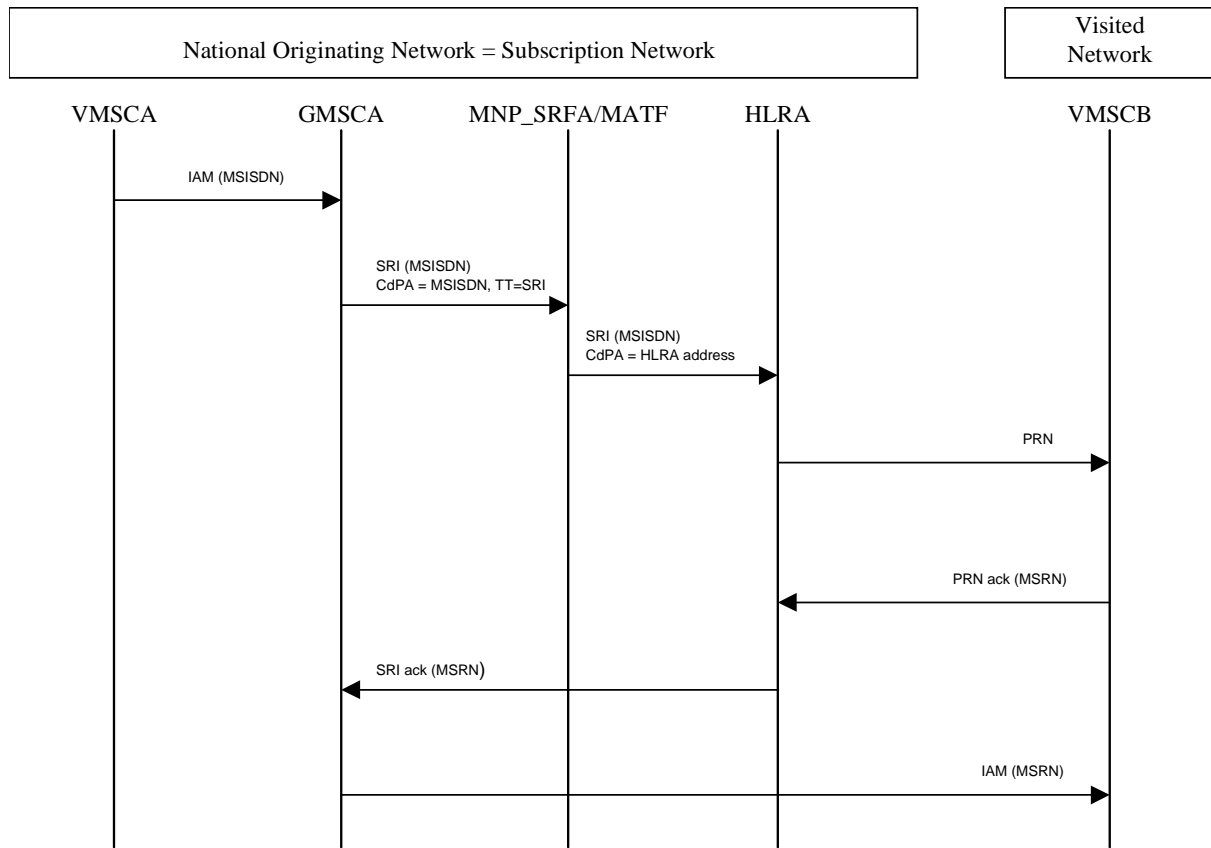 National Originating Network = Subscription Network
Visited
Network
VMSCA
GMSCA
MNP_SRFA/MATF
HLRA
VMSCB
IAM (MSISDN)
SRI (MSISDN)
CdPA = MSISDN, TT=SRI
SRI (MSISDN)
CdPA = HLRA address
PRN
PRN ack (MSRN)
SRI ack (MSRN)
IAM (MSRN)